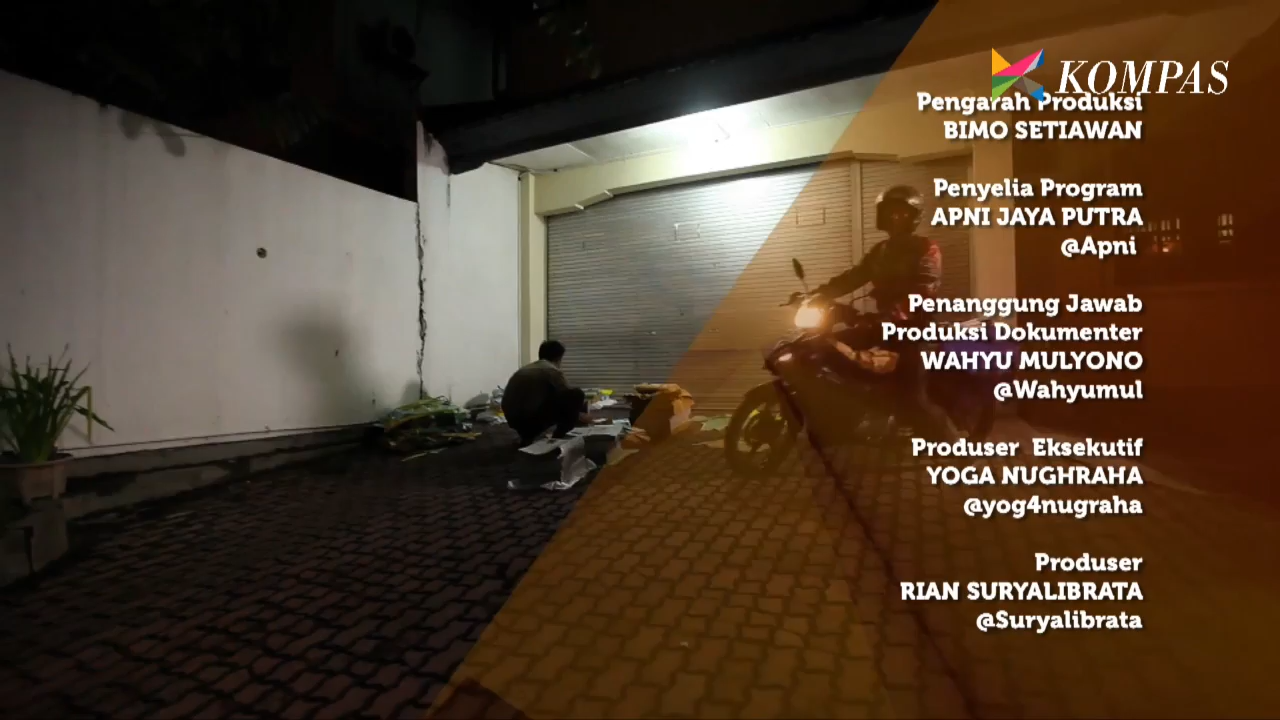 KOMPAS
Pengarah Produksi
BIMO SETIAWAN
Penyelia Program
APNI JAYA PUTRA
@Apni
Penanggung Jawab
Produksi Dokumenter
WAHYU MULYONO
@Wahyumul
Produser Eksekutif
YOGA NUGHRAHA
@yog4nugraha
Produser
RIAN SURYALIBRATA
@Suryalibrata